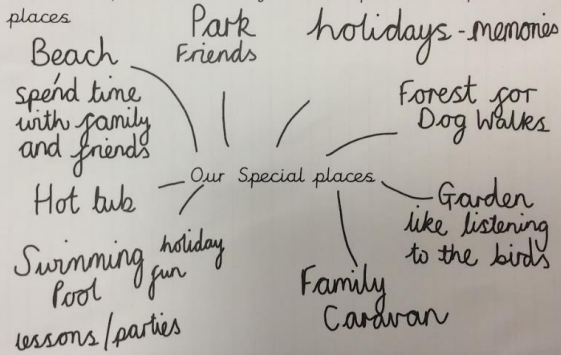 places
Beach
spend time
with family
and friends
Park
Friends
holidays - memories
Forest for
Dog Walks
Our Special places
Hot tub
Garden
like listening
to the birds
Swimming
Pool
holiday
fun
lessons/parties
Family
Caravan